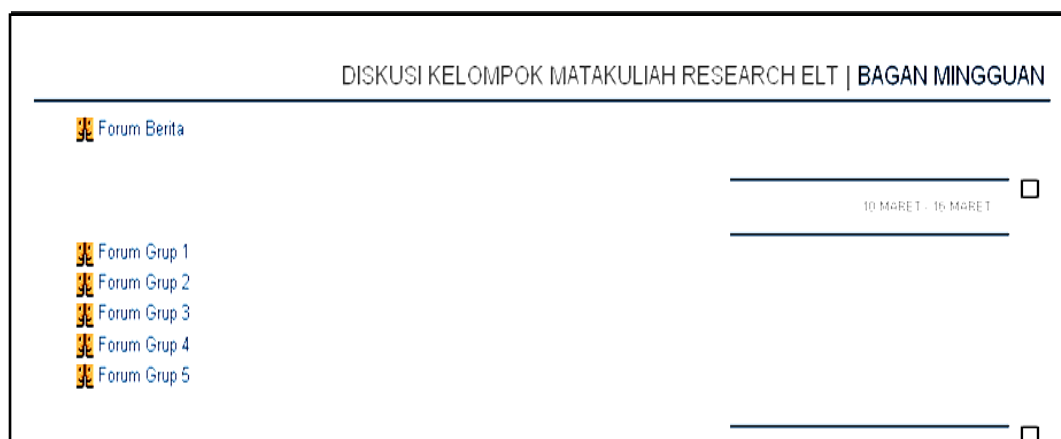 DISKUSI KELOMPOK MATAKULIAH RESEARCH ELT | BAGAN MINGGUAN
Forum Berita
10 MARET - 16 MARET
Forum Grup 1
Forum Grup 2
Forum Grup 3
Forum Grup 4
Forum Grup 5